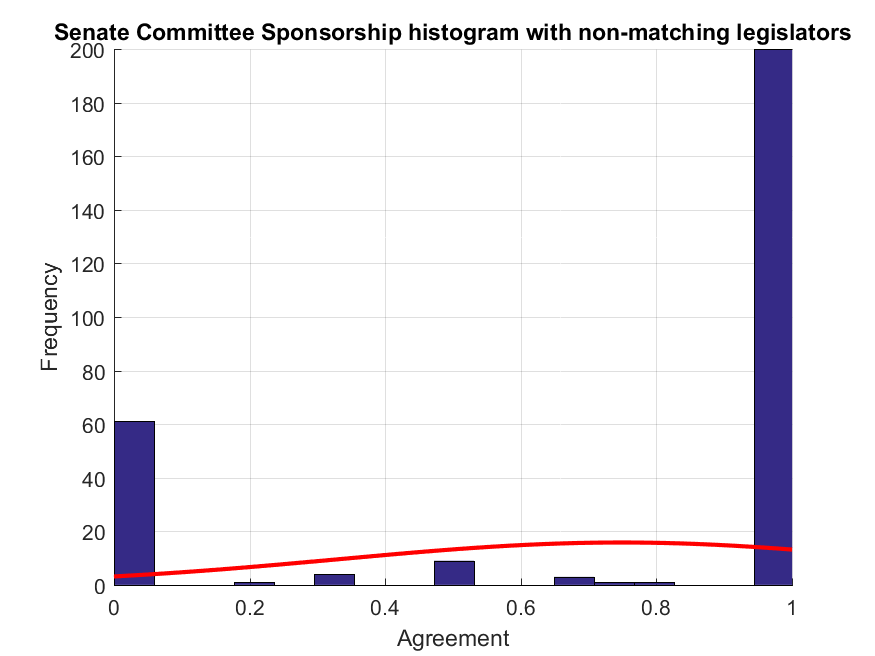 Senate Committee Sponsorship histogram with non-matching legislators
200
180
160
140
120
100
80
60
40
20
0
Frequency
0 0.2 0.4 0.6 0.8 1
Agreement